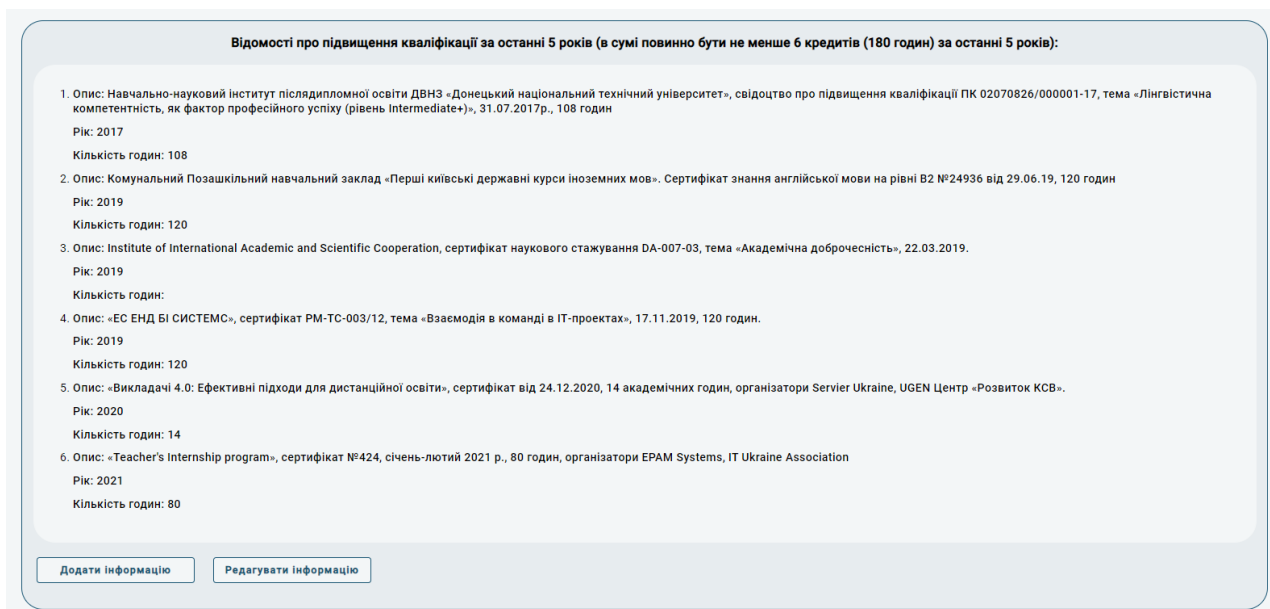 Відомості про підвищення кваліфікації за останні 5 років (в сумі повинно бути не менше 6 кредитів (180 годин) за останні 5 років):
1. Опис: Навчально-науковий інститут післядипломної освіти ДВНЗ «Донецький національний технічний університет», свідоцтво про підвищення кваліфікації ПК 02070826/000001-17, тема «Лінгвістична
компетентність, як фактор професійного успіху (рівень Intermediate+)», 31.07.2017р., 108 годин
Рік: 2017
Кількість годин: 108
2. Опис: Комунальний Позашкільний навчальний заклад «Перші київські державні курси іноземних мов». Сертифікат знання англійської мови на рівні B2 №24936 від 29.06.19, 120 годин
Рік: 2019
Кількість годин: 120
3. Опис: Institute of International Academic and Scientific Cooperation, сертифікат наукового стажування DA-007-03, тема «Академічна доброчесність», 22.03.2019.
Рік: 2019
Кількість годин:
4. Опис: «ЕС ЕНД БІ СИСТЕМС», сертифікат PM-TC-003/12, тема «Взаємодія в команді в ІТ-проектах», 17.11.2019, 120 годин.
Рік: 2019
Кількість годин: 120
5. Опис: «Викладачі 4.0: Ефективні підходи для дистанційної освіти», сертифікат від 24.12.2020, 14 академічних годин, організатори Servier Ukraine, UGEN Центр «Розвиток КСВ».
Рік: 2020
Кількість годин: 14
6. Опис: «Teacher's Internship program», сертифікат №424, січень-лютий 2021 р., 80 годин, організатори EPAM Systems, IT Ukraine Association
Рік: 2021
Кількість годин: 80
Додати інформацію
Редагувати інформацію